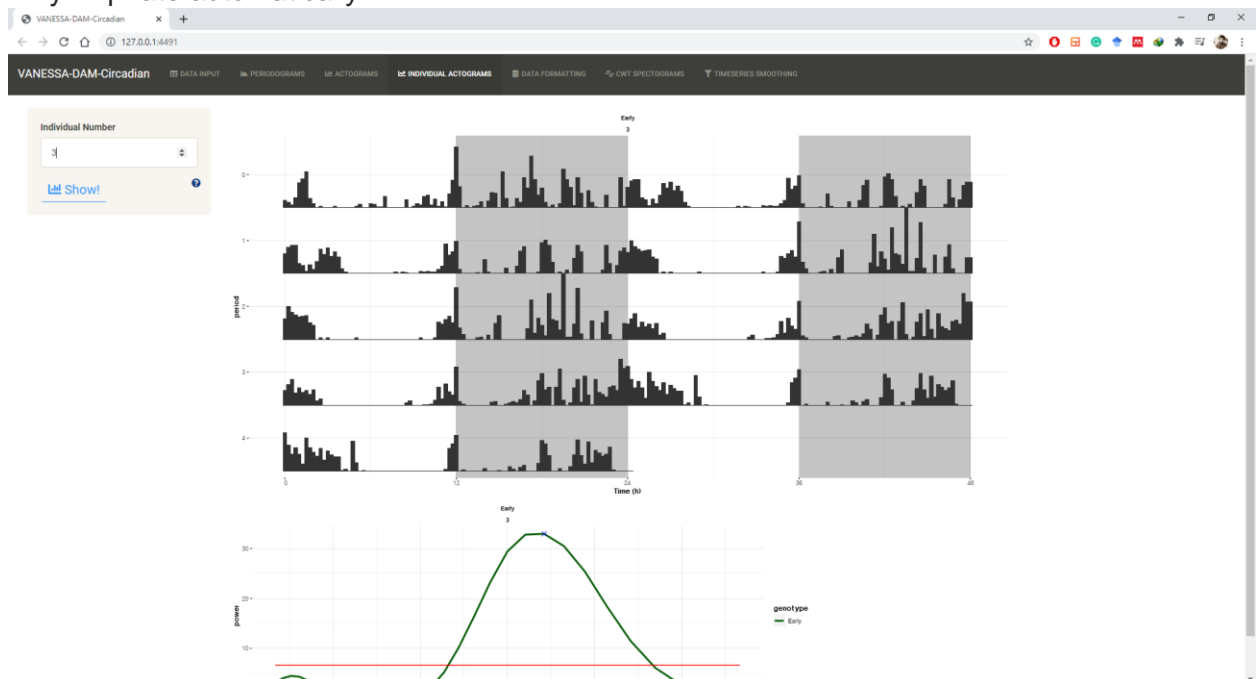 VANESSA-DAM-Circadian
127.0.0.1:4491
VANESSA-DAM-Circadian DATA INPUT PERIODOGRAMS ACTOGRAMS INDIVIDUAL ACTOGRAMS DATA FORMATTING CWT SPECTOGRAMS TIMESERIES SMOOTHING
Individual Number
3
Show!
Early
3
0
1
2
3
4
period
0 12 24 36 48
Time (h)
Early
3
30
20
10
power
genotype
Early